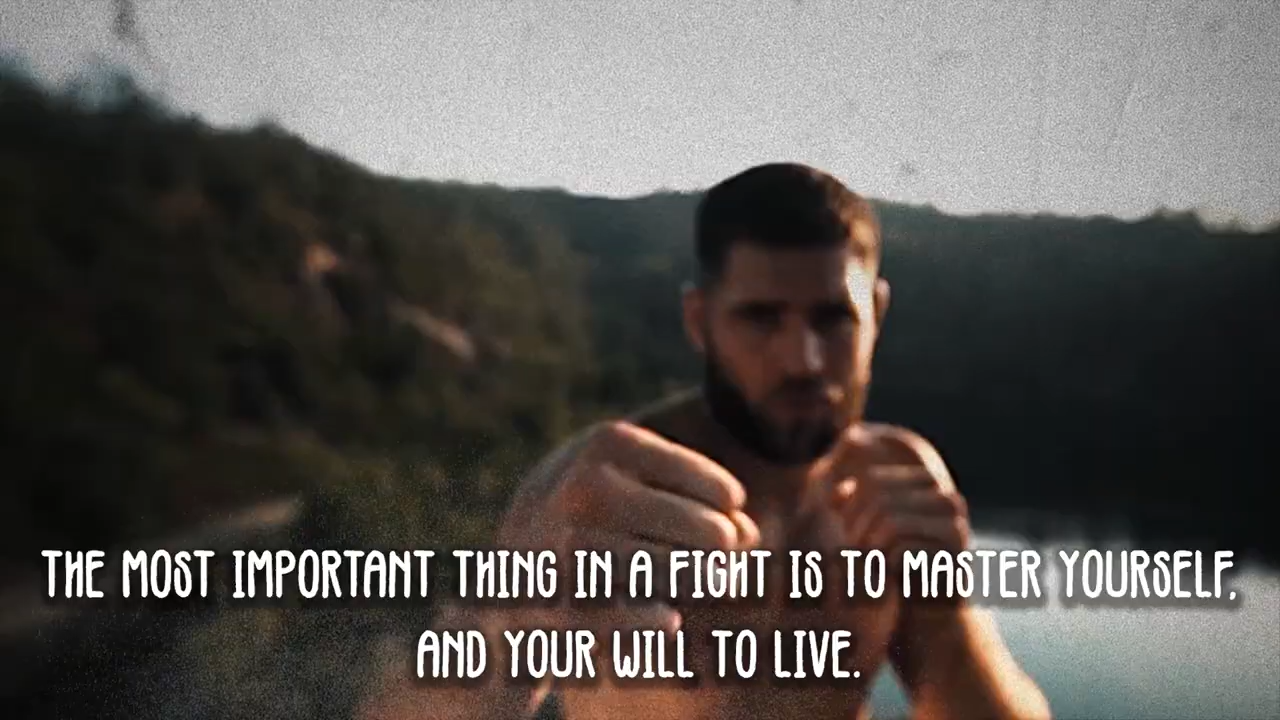 THE MOST IMPORTANT THING IN A FIGHT IS TO MASTER YOURSELF,
AND YOUR WILL TO LIVE.